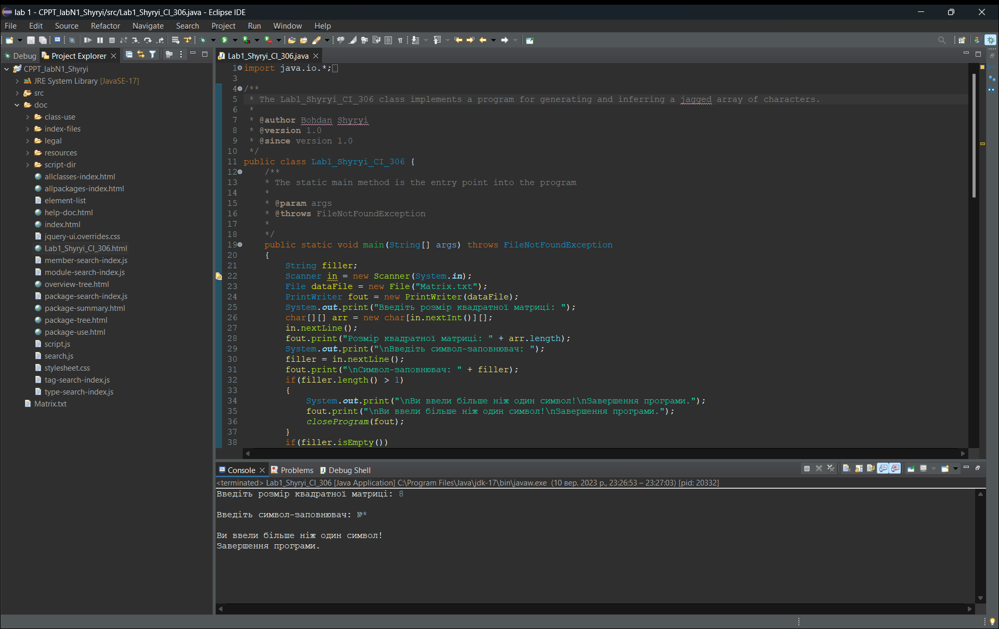 lab 1 - CPPT_labN1_Shyryi/src/Lab1_Shyryi_CI_306.java - Eclipse IDE
File Edit Source Refactor Navigate Search Project Run Window Help
Debug Project Explorer
CPPT_labN1_Shyryi
JRE System Library [JavaSE-17]
src
doc
class-use
index-files
legal
resources
script-dir
allclasses-index.html
allpackages-index.html
element-list
help-doc.html
index.html
jquery-ui.overrides.css
Lab1_Shyryi_CI_306.html
member-search-index.js
module-search-index.js
overview-tree.html
package-search-index.js
package-summary.html
package-tree.html
package-use.html
script.js
search.js
stylesheet.css
tag-search-index.js
type-search-index.js
Matrix.txt
Lab1_Shyryi_CI_306.java
1 import java.io.*;
3
4 /**
5 * The Lab1_Shyryi_CI_306 class implements a program for generating and inferring a jagged array of characters.
6 *
7 * @author Bohdan Shyryi
8 * @version 1.0
9 * @since version 1.0
10 */
11 public class Lab1_Shyryi_CI_306 {
12 /**
13 * The static main method is the entry point into the program
14 *
15 * @param args
16 * @throws FileNotFoundException
17 *
18 */
19 public static void main(String[] args) throws FileNotFoundException
20 {
21 String filler;
22 Scanner in = new Scanner(System.in);
23 File dataFile = new File("Matrix.txt");
24 PrintWriter fout = new PrintWriter(dataFile);
25 System.out.print("Введіть розмір квадратної матриці: ");
26 char[][] arr = new char[in.nextInt()][];
27 in.nextLine();
28 fout.print("Розмір квадратної матриці: " + arr.length);
29 System.out.print("\nВведіть символ-заповнювач: ");
30 filler = in.nextLine();
31 fout.print("\nСимвол-заповнювач: " + filler);
32 if(filler.length() > 1)
33 {
34 System.out.print("\nВи ввели більше ніж один символ!\nЗавершення програми.");
35 fout.print("\nВи ввели більше ніж один символ!\nЗавершення програми.");
36 closeProgram(fout);
37 }
38 if(filler.isEmpty())
Console Problems Debug Shell
<terminated> Lab1_Shyryi_CI_306 [Java Application] C:\Program Files\Java\jdk-17\bin\javaw.exe (10 вер. 2023 р., 23:26:53 – 23:27:03) [pid: 20332]
Введіть розмір квадратної матриці: 8
Введіть символ-заповнювач: №*
Ви ввели більше ніж один символ!
Завершення програми.